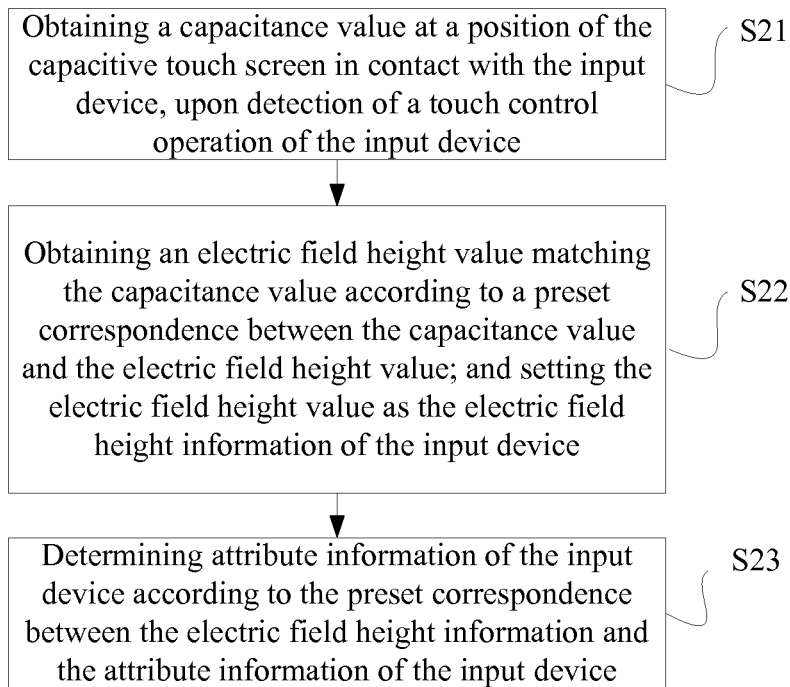 Obtaining a capacitance value at a position of the
capacitive touch screen in contact with the input
device, upon detection of a touch control
operation of the input device
S21
Obtaining an electric field height value matching
the capacitance value according to a preset
correspondence between the capacitance value
and the electric field height value; and setting the
electric field height value as the electric field
height information of the input device
S22
Determining attribute information of the input
device according to the preset correspondence
between the electric field height information and
the attribute information of the input device
S23